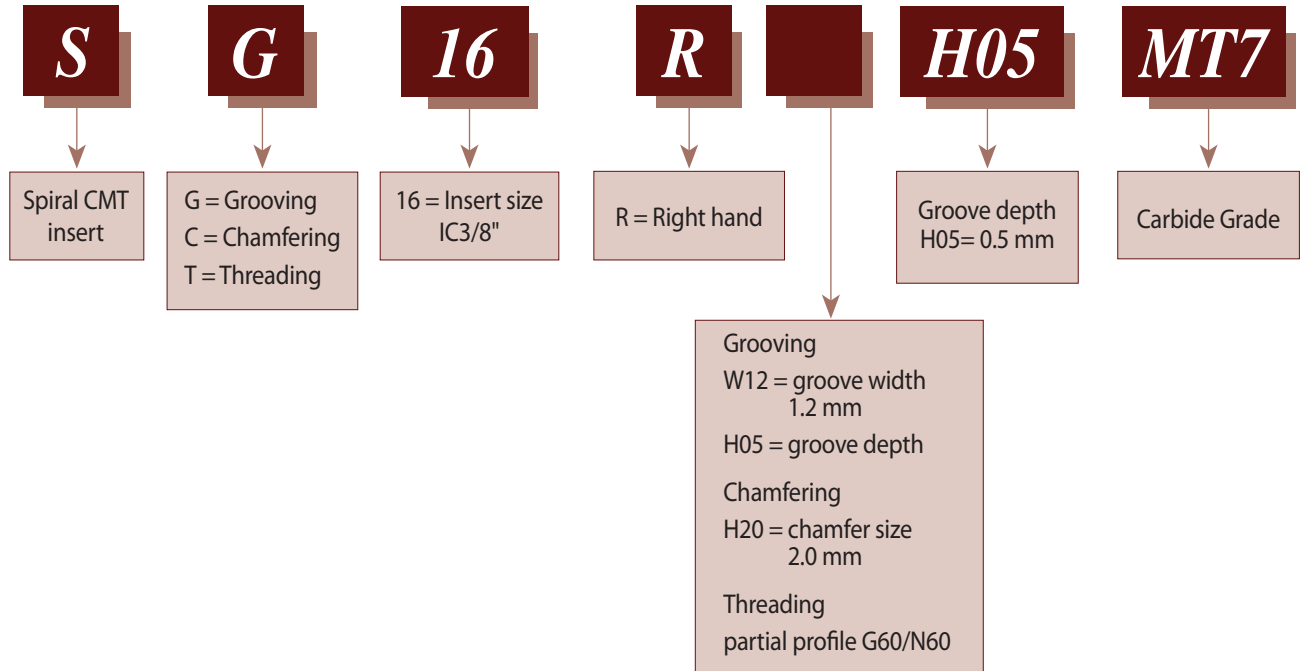 S G 16 R H05 MT7
Spiral CMT
insert
G = Grooving
C = Chamfering
T = Threading
16 = Insert size
IC3/8"
R = Right hand
Groove depth
H05= 0.5 mm
Carbide Grade
Grooving
W12 = groove width
1.2 mm
H05 = groove depth
Chamfering
H20 = chamfer size
2.0 mm
Threading
partial profile G60/N60